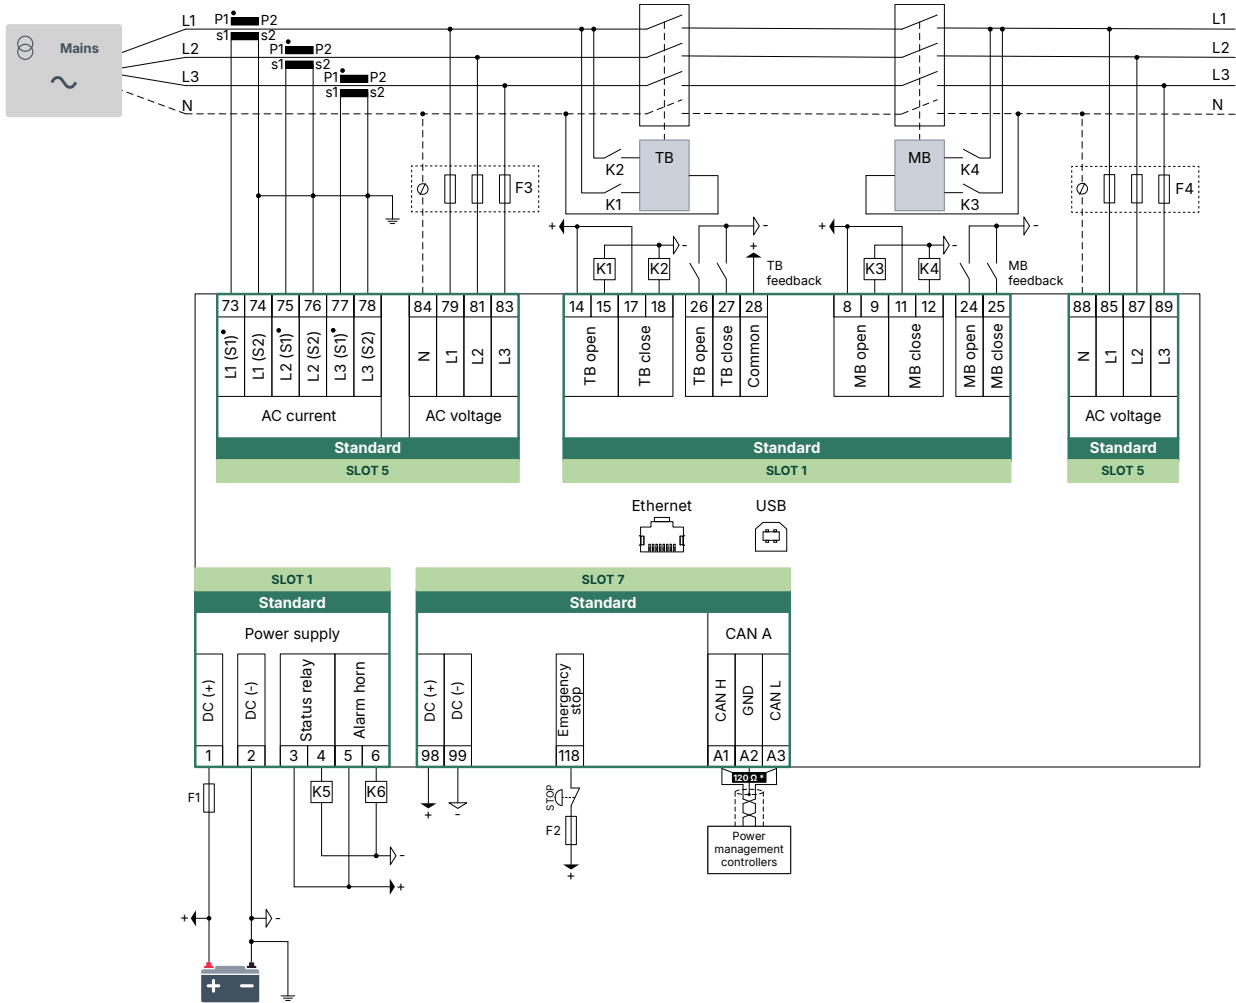 L1 P1 P2 L1
s1 s2
Mains L2 P1 P2 L2
s1 s2
L3 P1 P2 L3
s1 s2
N N
TB MB
K2 K4
K1 K3
F3 F4
+ - - + - -
K1 K2 + TB feedback K3 K4 MB feedback
73 74 75 76 77 78 84 79 81 83 14 15 17 18 26 27 28 8 9 11 12 24 25 88 85 87 89
L1 (S1)
L1 (S2)
L2 (S1)
L2 (S2)
L3 (S1)
L3 (S2)
N
L1
L2
L3
TB open
TB close
TB open
TB close
Common
MB open
MB close
MB open
MB close
N
L1
L2
L3
AC current AC voltage AC voltage
Standard Standard Standard
SLOT 5 SLOT 1 SLOT 5
Ethernet USB
SLOT 1 SLOT 7
Standard Standard
Power supply CAN A
DC (+)
DC (-)
Status relay
Alarm horn
DC (+)
DC (-)
Emergency
stop
CAN H
GND
CAN L
1 2 3 4 5 6 98 99 118 A1 A2 A3
120 Ω *
F1 K5 K6 + - STOP
F2
Power
management
controllers
-
+ +
+ -
+ -